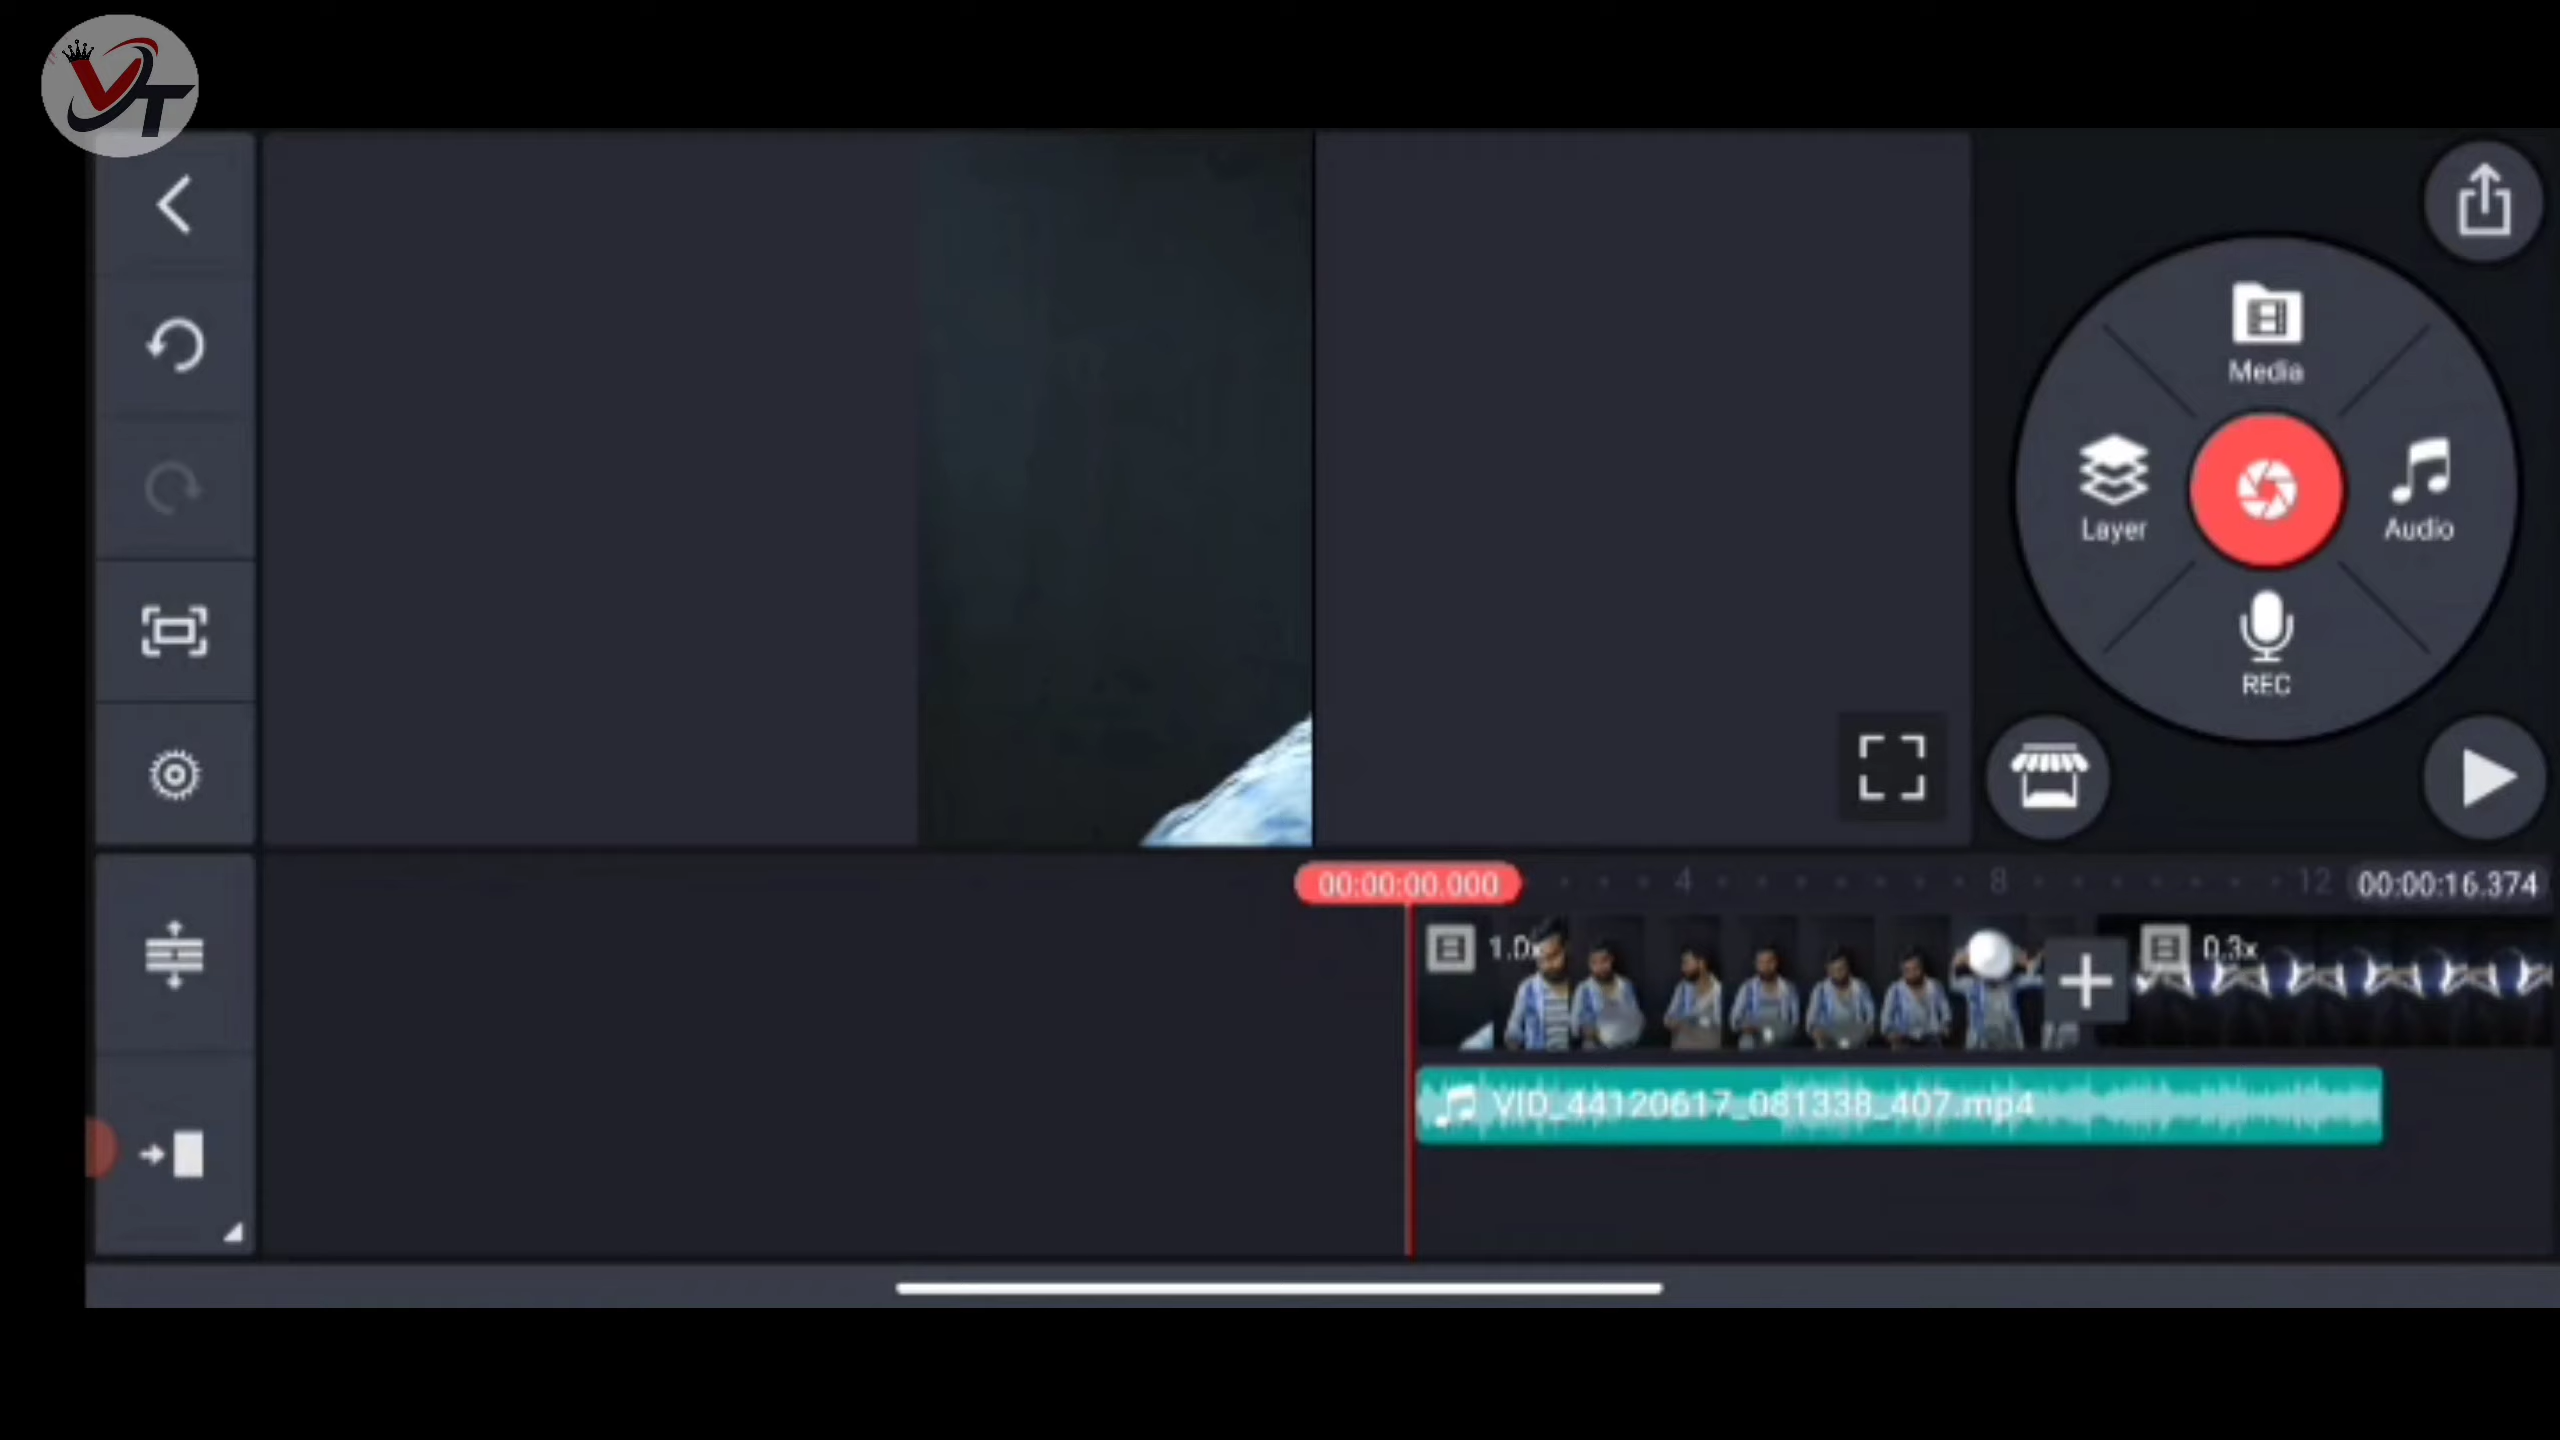 VT
Media
Layer
Audio
REC
00:00:00.000
4
8
12
00:00:16.374
1.0x
0.3x
VID_44120617_081338_407.mp4